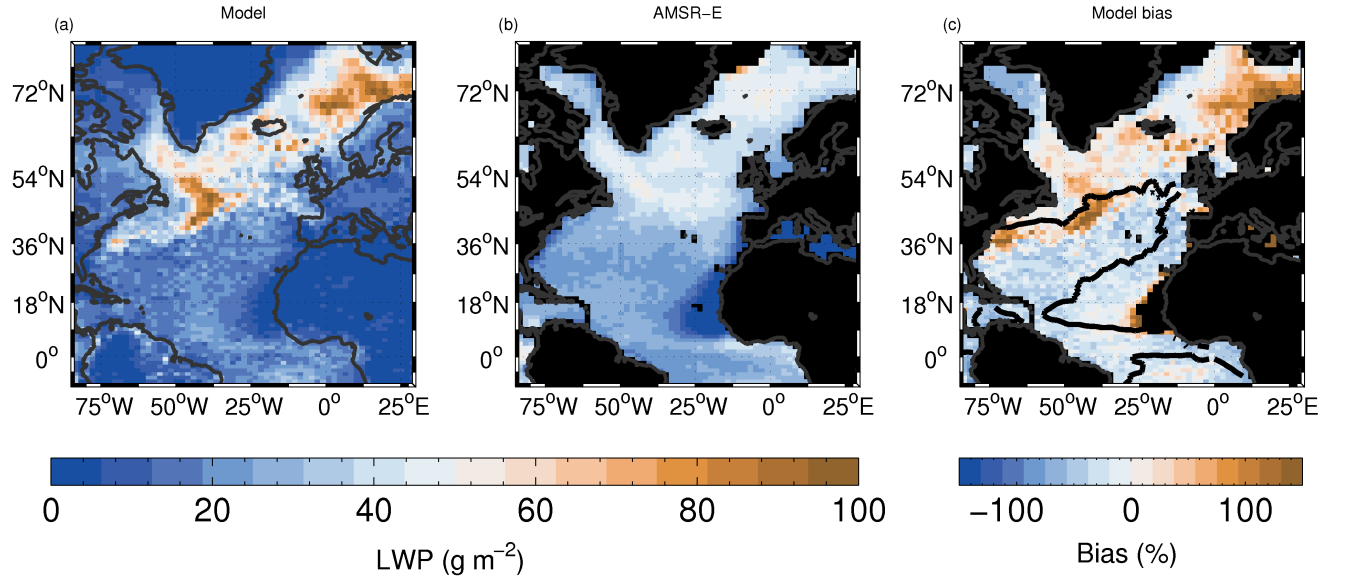 (a) Model
(b) AMSR−E
(c) Model bias
72°N
54°N
36°N
18°N
0°
75°W 50°W 25°W 0° 25°E
72°N
54°N
36°N
18°N
0°
75°W 50°W 25°W 0° 25°E
72°N
54°N
36°N
18°N
0°
75°W 50°W 25°W 0° 25°E
0 20 40 60 80 100
LWP (g m⁻²)
−100 0 100
Bias (%)